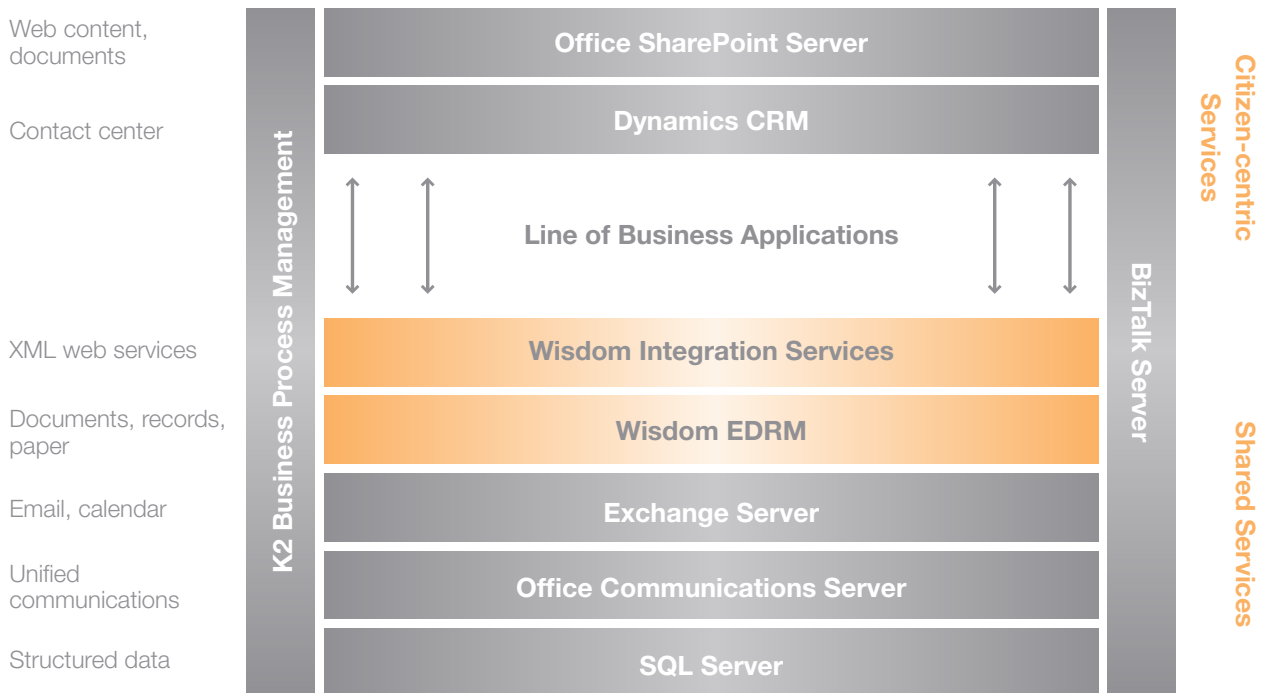 Web content,
documents
Office SharePoint Server
Contact center
Dynamics CRM
Line of Business Applications
XML web services
Wisdom Integration Services
Documents, records,
paper
Wisdom EDRM
Email, calendar
Exchange Server
Unified
communications
Office Communications Server
Structured data
SQL Server
K2 Business Process Management
BizTalk Server
Citizen-centric
Services
Shared Services